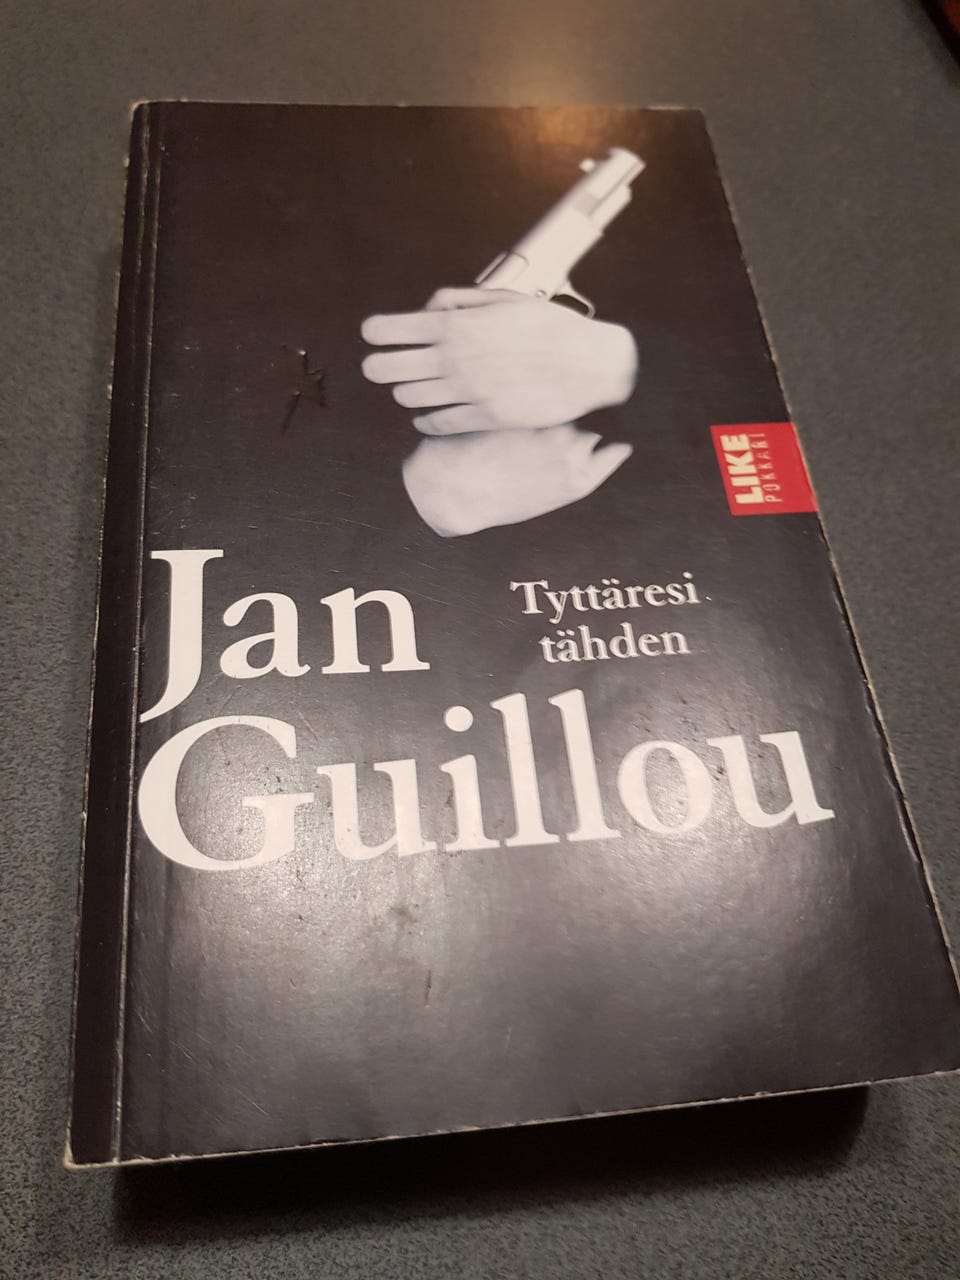 LIKE
POKKARI
Jan
Tyttäresi
tähden
Guillou